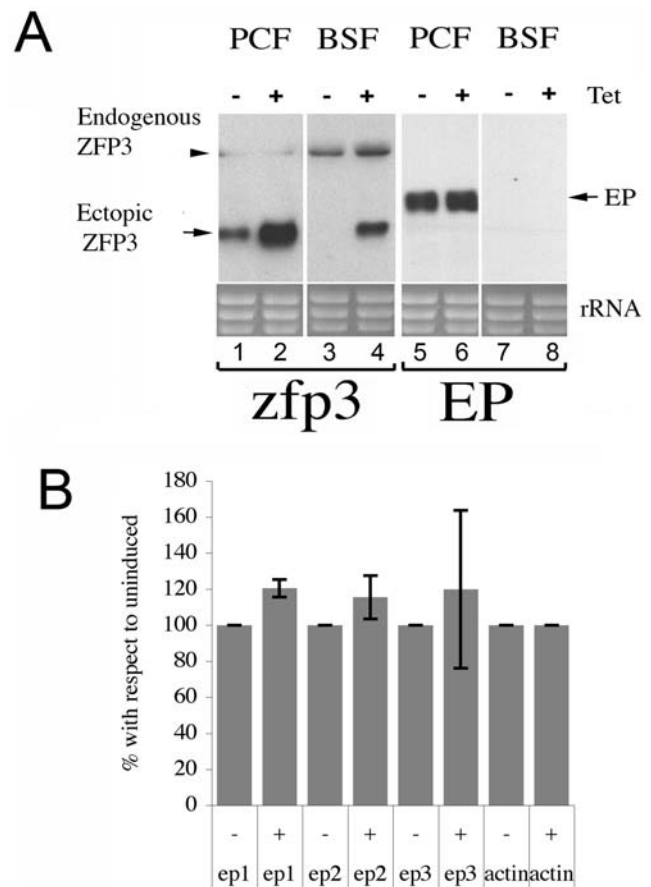 A
PCF BSF PCF BSF
- + - + - + - + Tet
Endogenous
ZFP3
EP
Ectopic
ZFP3
rRNA
1 2 3 4 5 6 7 8
zfp3 EP
B
% with respect to uninduced
180
160
140
120
100
80
60
40
20
0
- + - + - + - +
ep1 ep1 ep2 ep2 ep3 ep3 actin actin